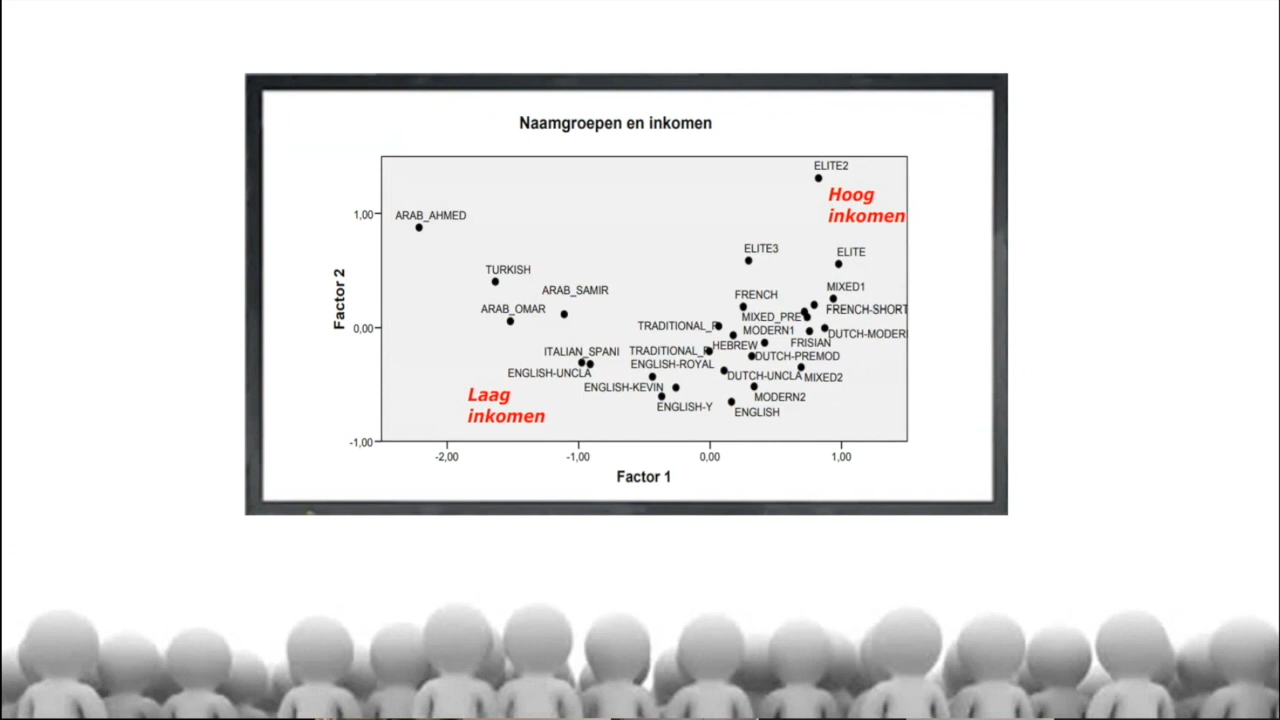 Naamgroepen en inkomen
ELITE2
Hoog
inkomen
ARAB_AHMED
1,00
ELITE3
ELITE
TURKISH
ARAB_SAMIR
MIXED1
FRENCH
ARAB_OMAR
FRENCH-SHORT
MIXED_PRE
TRADITIONAL_
0,00
MODERN1
DUTCH-MODER
HEBREW
FRISIAN
ITALIAN_SPANI
TRADITIONAL_
DUTCH-PREMOD
ENGLISH-ROYAL
ENGLISH-UNCLA
DUTCH-UNCLA
MIXED2
ENGLISH-KEVIN
Laag
inkomen
MODERN2
ENGLISH-Y
ENGLISH
-1,00
-2,00
-1,00
0,00
1,00
Factor 1
Factor 2